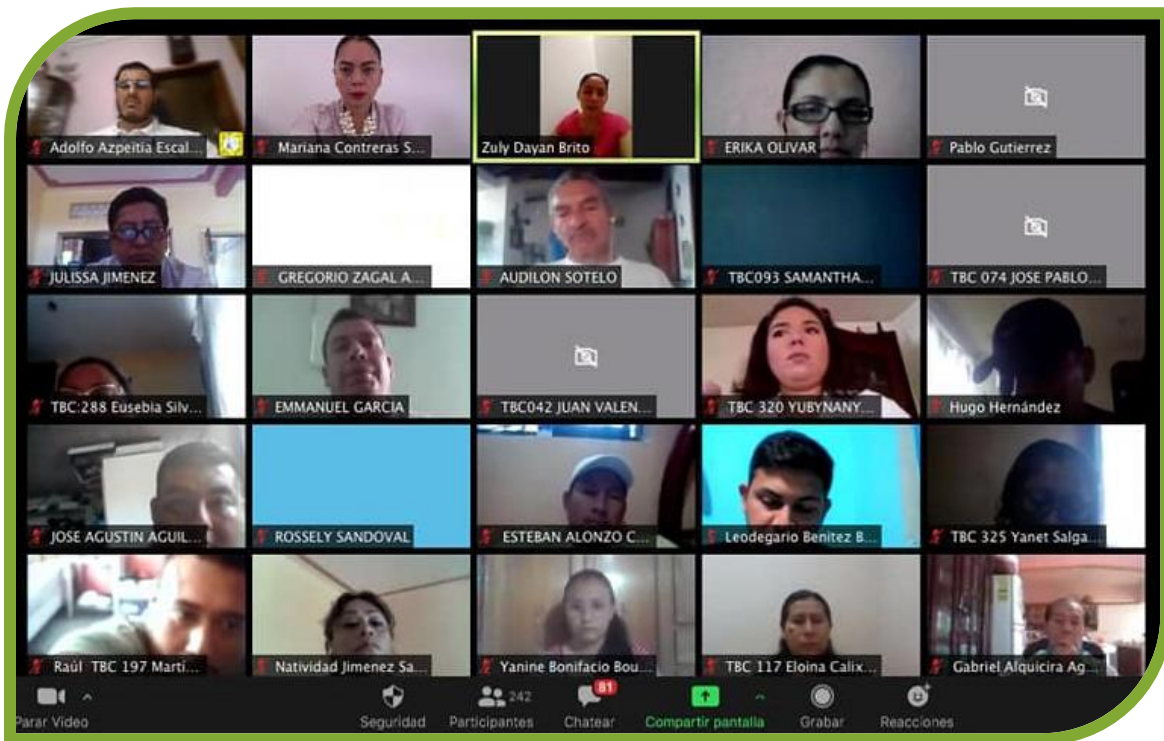 Adolfo Azpeitia Escal...
Mariana Contreras S...
Zuly Dayan Brito
ERIKA OLIVAR
Pablo Gutierrez
JULISSA JIMENEZ
GREGORIO ZAGAL A...
AUDILON SOTELO
TBC093 SAMANTHA...
TBC 074 JOSE PABLO...
TBC:288 Eusebia Silv...
EMMANUEL GARCIA
TBC042 JUAN VALEN...
TBC 320 YUBYNANY...
Hugo Hernández
JOSE AGUSTIN AGUIL...
ROSSELY SANDOVAL
ESTEBAN ALONZO C...
Leodegario Benitez B...
TBC 325 Yanet Salga...
Raúl TBC 197 Martí...
Natividad Jimenez Sa...
Yanine Bonifacio Bou...
TBC 117 Eloina Calix...
Gabriel Alquicira Ag...
Parar Video
Seguridad
242
Participantes
81
Chatear
Compartir pantalla
Grabar
Reacciones